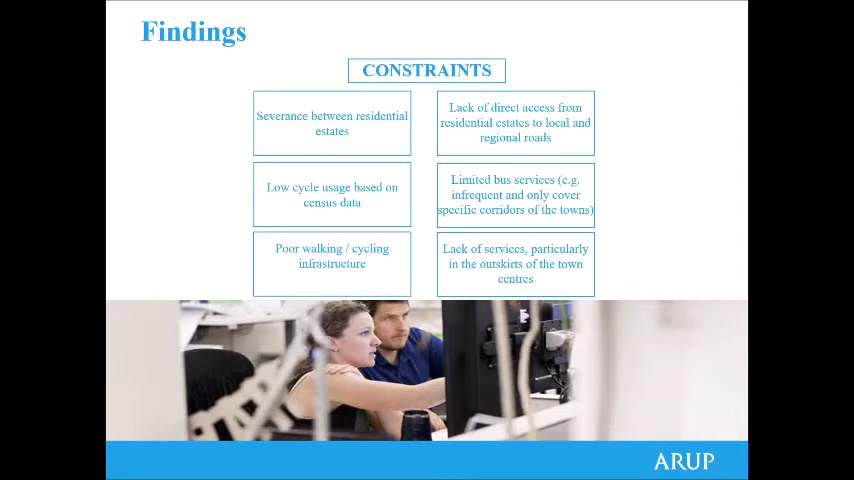 Findings
CONSTRAINTS
Severance between residential
estates
Lack of direct access from
residential estates to local and
regional roads
Low cycle usage based on
census data
Limited bus services (e.g.
infrequent and only cover
specific corridors of the towns)
Poor walking / cycling
infrastructure
Lack of services, particularly
in the outskirts of the town
centres
ARUP